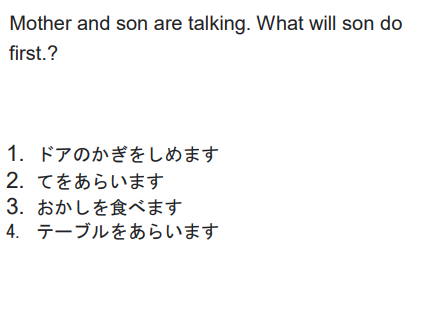 Mother and son are talking. What will son do
first.?
1. ドアのかぎをしめます
2. てをあらいます
3. おかしを食べます
4. テーブルをあらいます